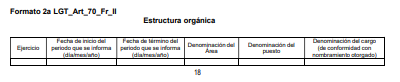 Formato 2a LGT_Art_70_Fr_II
Estructura orgánica
Ejercicio
Fecha de inicio del
periodo que se informa
(día/mes/año)
Fecha de término del
periodo que se informa
(día/mes/año)
Denominación del
Área
Denominación del
puesto
Denominación del cargo
(de conformidad con
nombramiento otorgado)
18